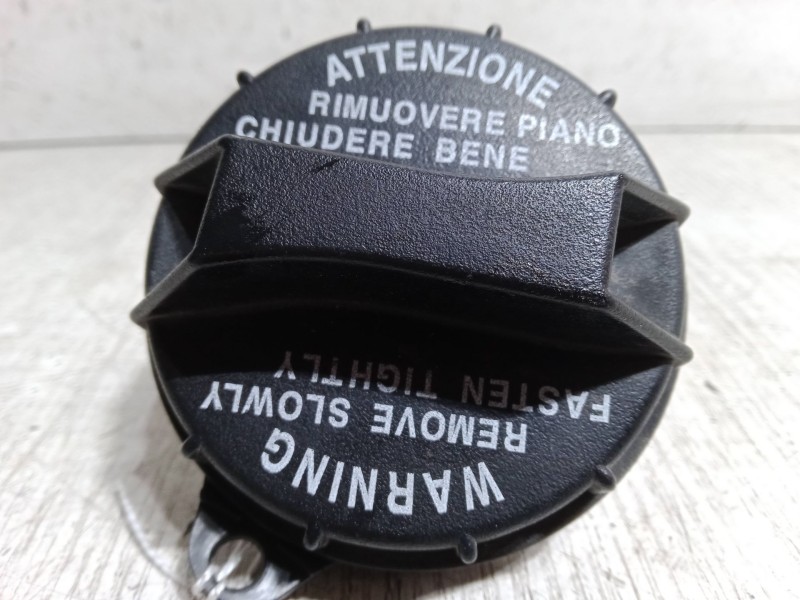 ATTENZIONE
RIMUOVERE PIANO
CHIUDERE BENE
WARNING
REMOVE SLOWLY
FASTEN TIGHTLY